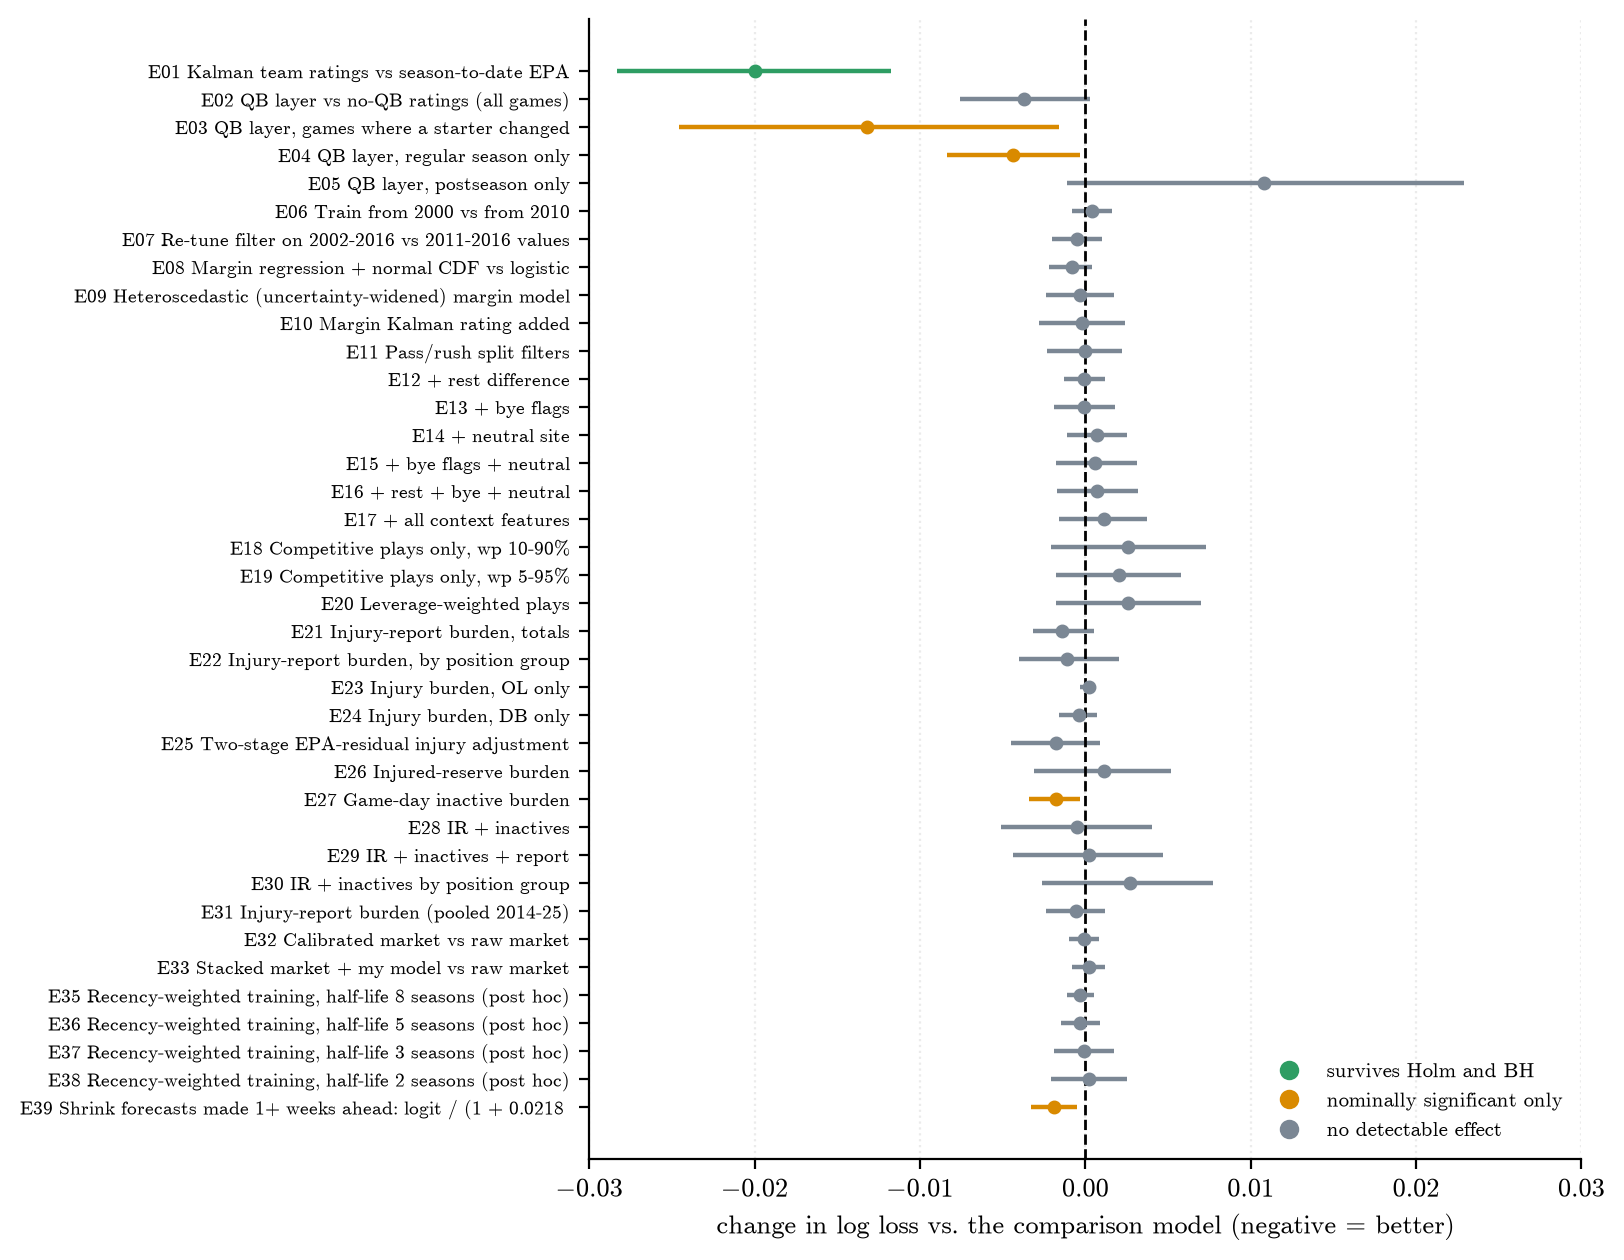 E01 Kalman team ratings vs season-to-date EPA
E02 QB layer vs no-QB ratings (all games)
E03 QB layer, games where a starter changed
E04 QB layer, regular season only
E05 QB layer, postseason only
E06 Train from 2000 vs from 2010
E07 Re-tune filter on 2002-2016 vs 2011-2016 values
E08 Margin regression + normal CDF vs logistic
E09 Heteroscedastic (uncertainty-widened) margin model
E10 Margin Kalman rating added
E11 Pass/rush split filters
E12 + rest difference
E13 + bye flags
E14 + neutral site
E15 + bye flags + neutral
E16 + rest + bye + neutral
E17 + all context features
E18 Competitive plays only, wp 10-90%
E19 Competitive plays only, wp 5-95%
E20 Leverage-weighted plays
E21 Injury-report burden, totals
E22 Injury-report burden, by position group
E23 Injury burden, OL only
E24 Injury burden, DB only
E25 Two-stage EPA-residual injury adjustment
E26 Injured-reserve burden
E27 Game-day inactive burden
E28 IR + inactives
E29 IR + inactives + report
E30 IR + inactives by position group
E31 Injury-report burden (pooled 2014-25)
E32 Calibrated market vs raw market
E33 Stacked market + my model vs raw market
E35 Recency-weighted training, half-life 8 seasons (post hoc)
E36 Recency-weighted training, half-life 5 seasons (post hoc)
E37 Recency-weighted training, half-life 3 seasons (post hoc)
E38 Recency-weighted training, half-life 2 seasons (post hoc)
E39 Shrink forecasts made 1+ weeks ahead: logit / (1 + 0.0218
survives Holm and BH
nominally significant only
no detectable effect
−0.03 −0.02 −0.01 0.00 0.01 0.02 0.03
change in log loss vs. the comparison model (negative = better)